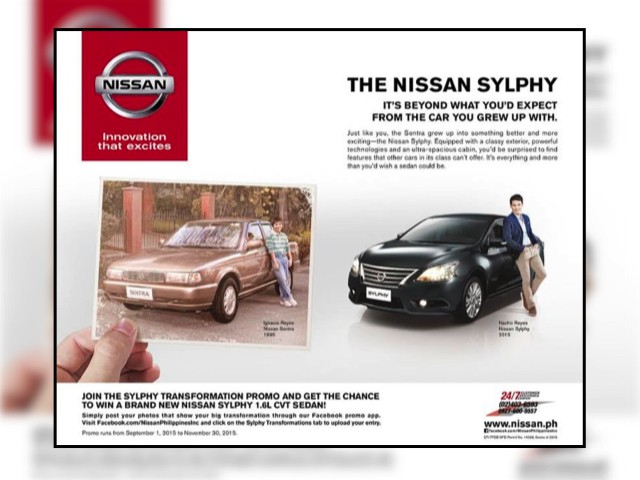 NISSAN
Innovation
that excites
THE NISSAN SYLPHY
IT'S BEYOND WHAT YOU'D EXPECT
FROM THE CAR YOU GREW UP WITH.
Just like you, the Sentra grew up into something better and more
exciting—the Nissan Sylphy. Equipped with a classy exterior, powerful
technologies and an ultra-spacious cabin, you'd be surprised to find
features that other cars in its class can't offer. It's everything and more
than you'd wish a sedan could be.
SENTRA
Ignacio Reyes
Nissan Sentra
SYLPHY
Reyes
Nissan Sylphy
2015
JOIN THE SYLPHY TRANSFORMATION PROMO AND GET THE CHANCE
TO WIN A BRAND NEW NISSAN SYLPHY 1.6L CVT SEDAN!
Simply post your photos that show your big transformation through our Facebook promo app.
Visit Facebook.com/NissanPhilippinesInc and click on the Sylphy Transformations tab to upload your entry.
Promo runs from September 1, 2015 to November 30, 2015.
24/7
(02)403-6593
www.nissan.ph
Facebook.com/NissanPhilippinesInc